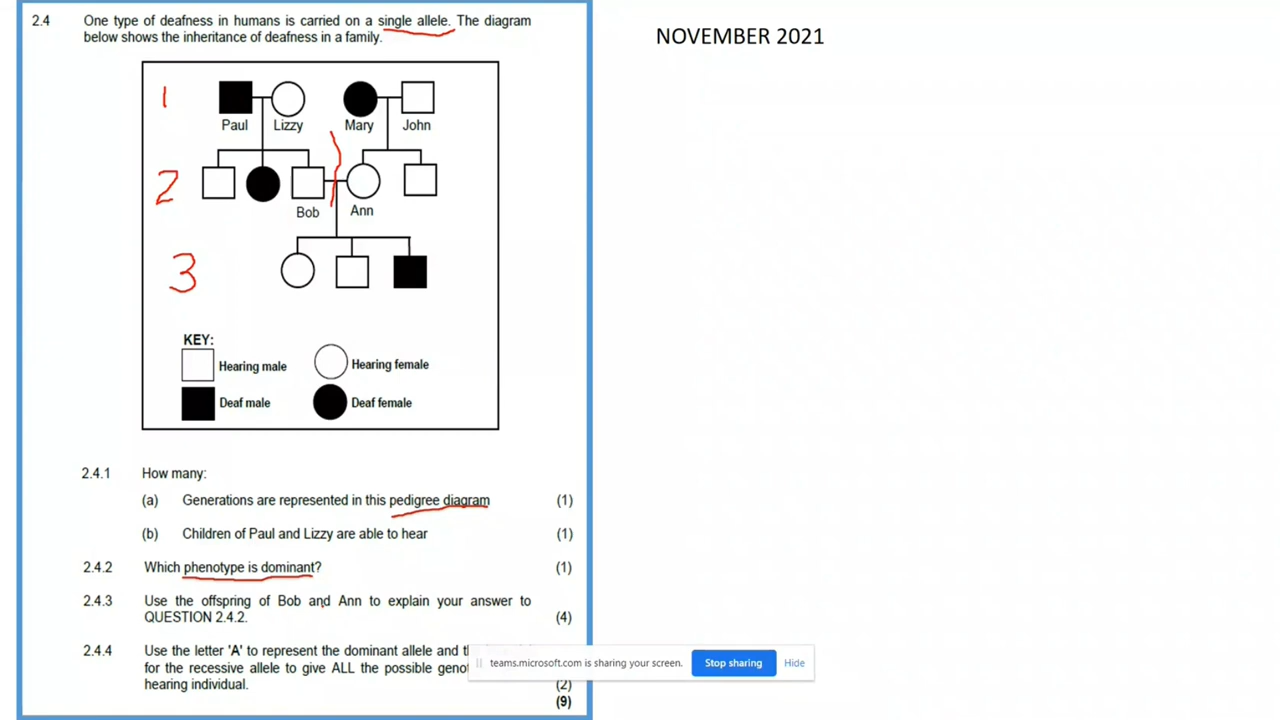 2.4 One type of deafness in humans is carried on a single allele. The diagram
below shows the inheritance of deafness in a family.
NOVEMBER 2021
1
Paul Lizzy Mary John
2
Bob Ann
3
KEY:
Hearing male Hearing female
Deaf male Deaf female
2.4.1 How many:
(a) Generations are represented in this pedigree diagram (1)
(b) Children of Paul and Lizzy are able to hear (1)
2.4.2 Which phenotype is dominant? (1)
2.4.3 Use the offspring of Bob and Ann to explain your answer to
QUESTION 2.4.2. (4)
2.4.4 Use the letter 'A' to represent the dominant allele and
for the recessive allele to give ALL the possible
hearing individual. (2)
(9)
teams.microsoft.com is sharing your screen. Stop sharing Hide